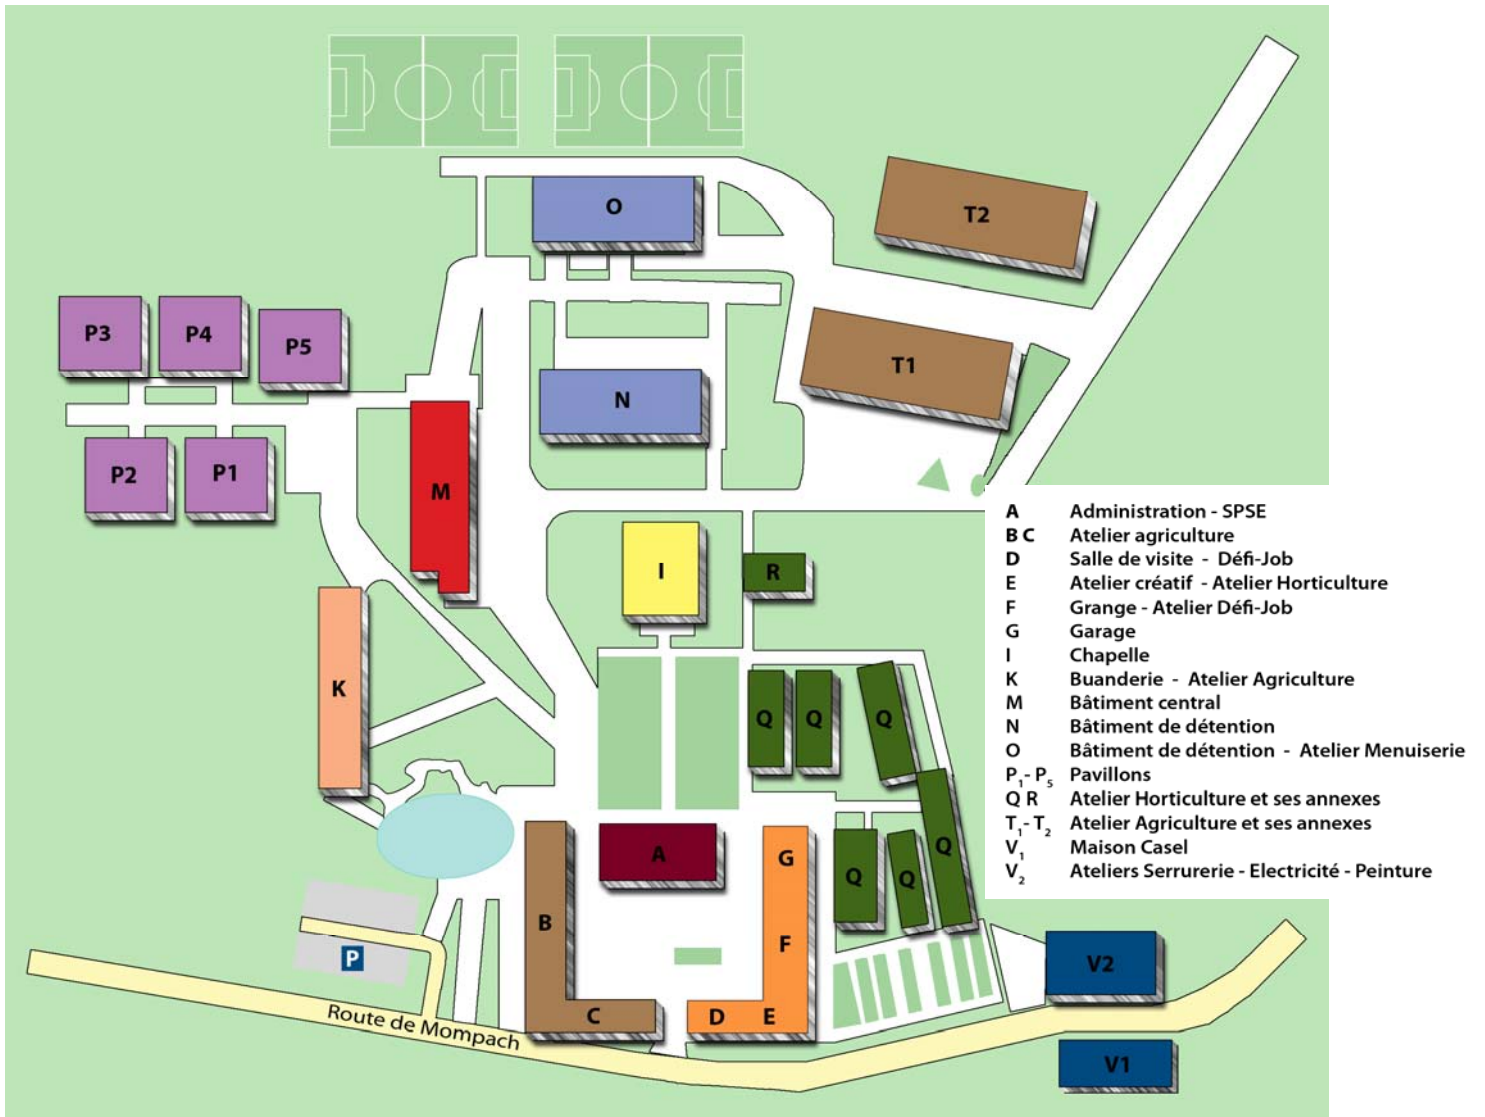 O
T2
P3
P4
P5
T1
N
P2
P1
M
I
R
K
Q
Q
Q
A
G
Q
Q
Q
B
F
P
C
D
E
V2
V1
Route de Mompach
A Administration - SPSE
B C Atelier agriculture
D Salle de visite - Défi-Job
E Atelier créatif - Atelier Horticulture
F Grange - Atelier Défi-Job
G Garage
I Chapelle
K Buanderie - Atelier Agriculture
M Bâtiment central
N Bâtiment de détention
O Bâtiment de détention - Atelier Menuiserie
P1- P5 Pavillons
Q R Atelier Horticulture et ses annexes
T1- T2 Atelier Agriculture et ses annexes
V1 Maison Casel
V2 Ateliers Serrurerie - Electricité - Peinture